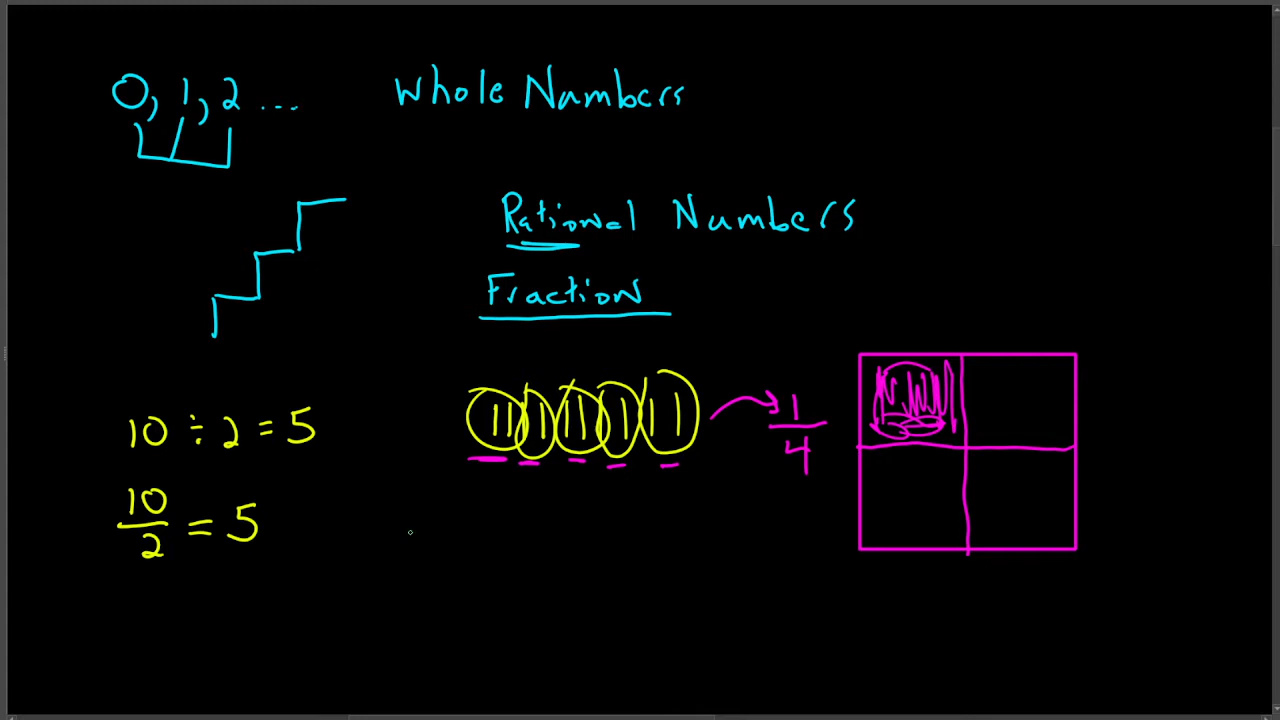 0, 1, 2 ... Whole Numbers
Rational Numbers
Fraction
10 ÷ 2 = 5
1/4
10/2 = 5